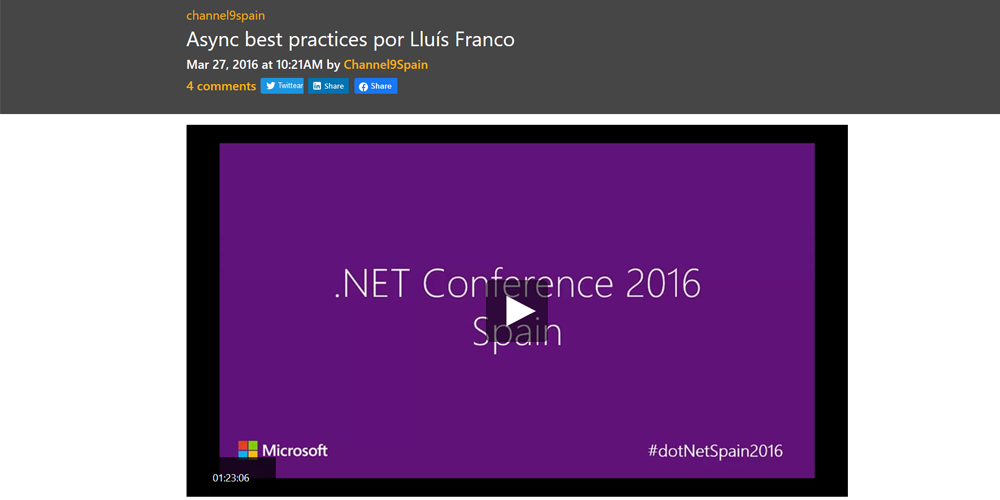 channel9spain
Async best practices por Lluís Franco
Mar 27, 2016 at 10:21AM by Channel9Spain
4 comments Twittear Share Share
.NET Conference 2016
Spain
Microsoft #dotNetSpain2016
01:23:06